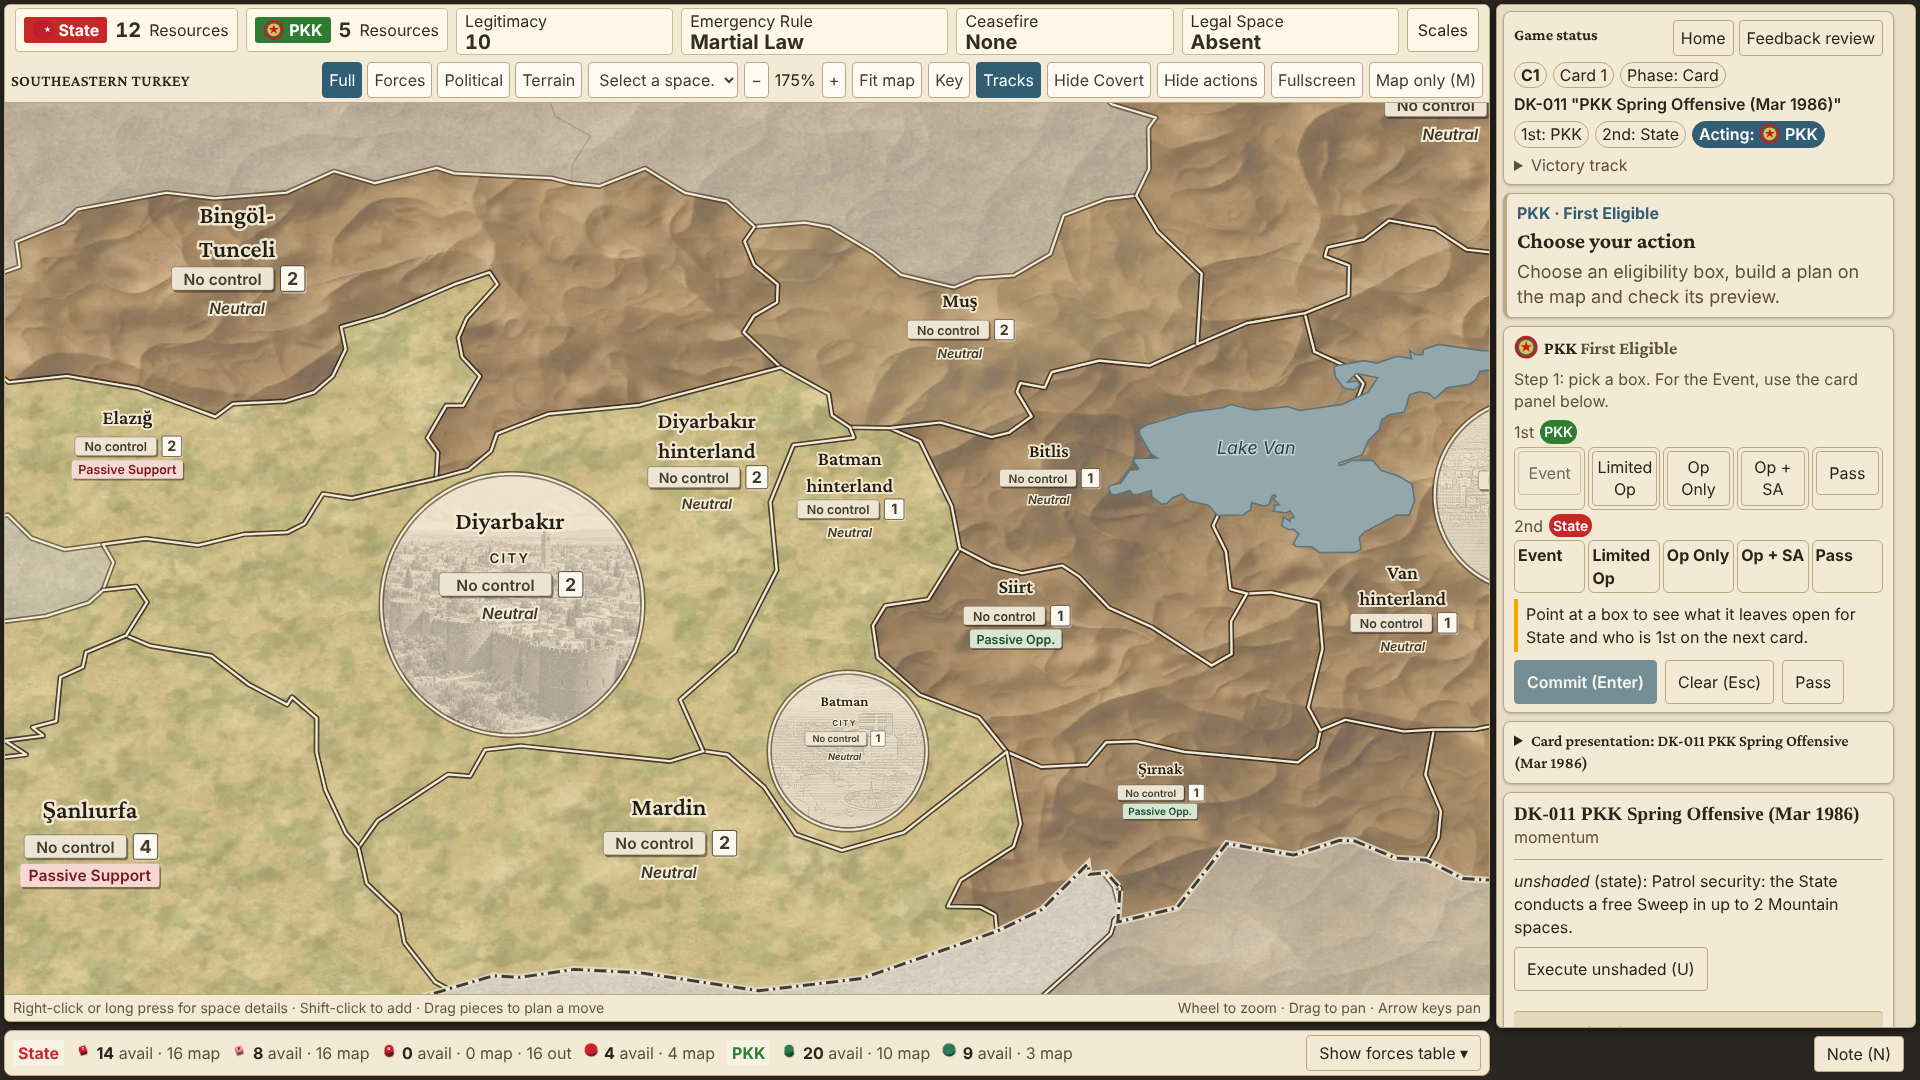 State 12 Resources
PKK 5 Resources
Legitimacy
10
Emergency Rule
Martial Law
Ceasefire
None
Legal Space
Absent
Scales
SOUTHEASTERN TURKEY
Full
Forces
Political
Terrain
Select a space.
−
175%
+
Fit map
Key
Tracks
Hide Covert
Hide actions
Fullscreen
Map only (M)
No control
Neutral
Bingöl-
Tunceli
No control 2
Neutral
Muş
No control 2
Neutral
Elazığ
No control 2
Passive Support
Diyarbakır
hinterland
No control 2
Neutral
Batman
hinterland
No control 1
Neutral
Bitlis
No control 1
Neutral
Lake Van
Diyarbakır
CITY
No control 2
Neutral
Siirt
No control 1
Passive Opp.
Van
hinterland
No control 1
Neutral
Batman
CITY
No control 1
Neutral
Şırnak
No control 1
Passive Opp.
Şanlıurfa
No control 4
Passive Support
Mardin
No control 2
Neutral
Right-click or long press for space details · Shift-click to add · Drag pieces to plan a move
Wheel to zoom · Drag to pan · Arrow keys pan
State 14 avail · 16 map 8 avail · 16 map 0 avail · 0 map · 16 out 4 avail · 4 map PKK 20 avail · 10 map 9 avail · 3 map
Show forces table ▾
Game status
Home
Feedback review
C1
Card 1
Phase: Card
DK-011 "PKK Spring Offensive (Mar 1986)"
1st: PKK
2nd: State
Acting: PKK
▶ Victory track
PKK · First Eligible
Choose your action
Choose an eligibility box, build a plan on
the map and check its preview.
PKK First Eligible
Step 1: pick a box. For the Event, use the card
panel below.
1st PKK
Event
Limited
Op
Op
Only
Op +
SA
Pass
2nd State
Event
Limited
Op
Op Only
Op + SA
Pass
Point at a box to see what it leaves open for
State and who is 1st on the next card.
Commit (Enter)
Clear (Esc)
Pass
▶ Card presentation: DK-011 PKK Spring Offensive
(Mar 1986)
DK-011 PKK Spring Offensive (Mar 1986)
momentum
unshaded (state): Patrol security: the State
conducts a free Sweep in up to 2 Mountain
spaces.
Execute unshaded (U)
Note (N)